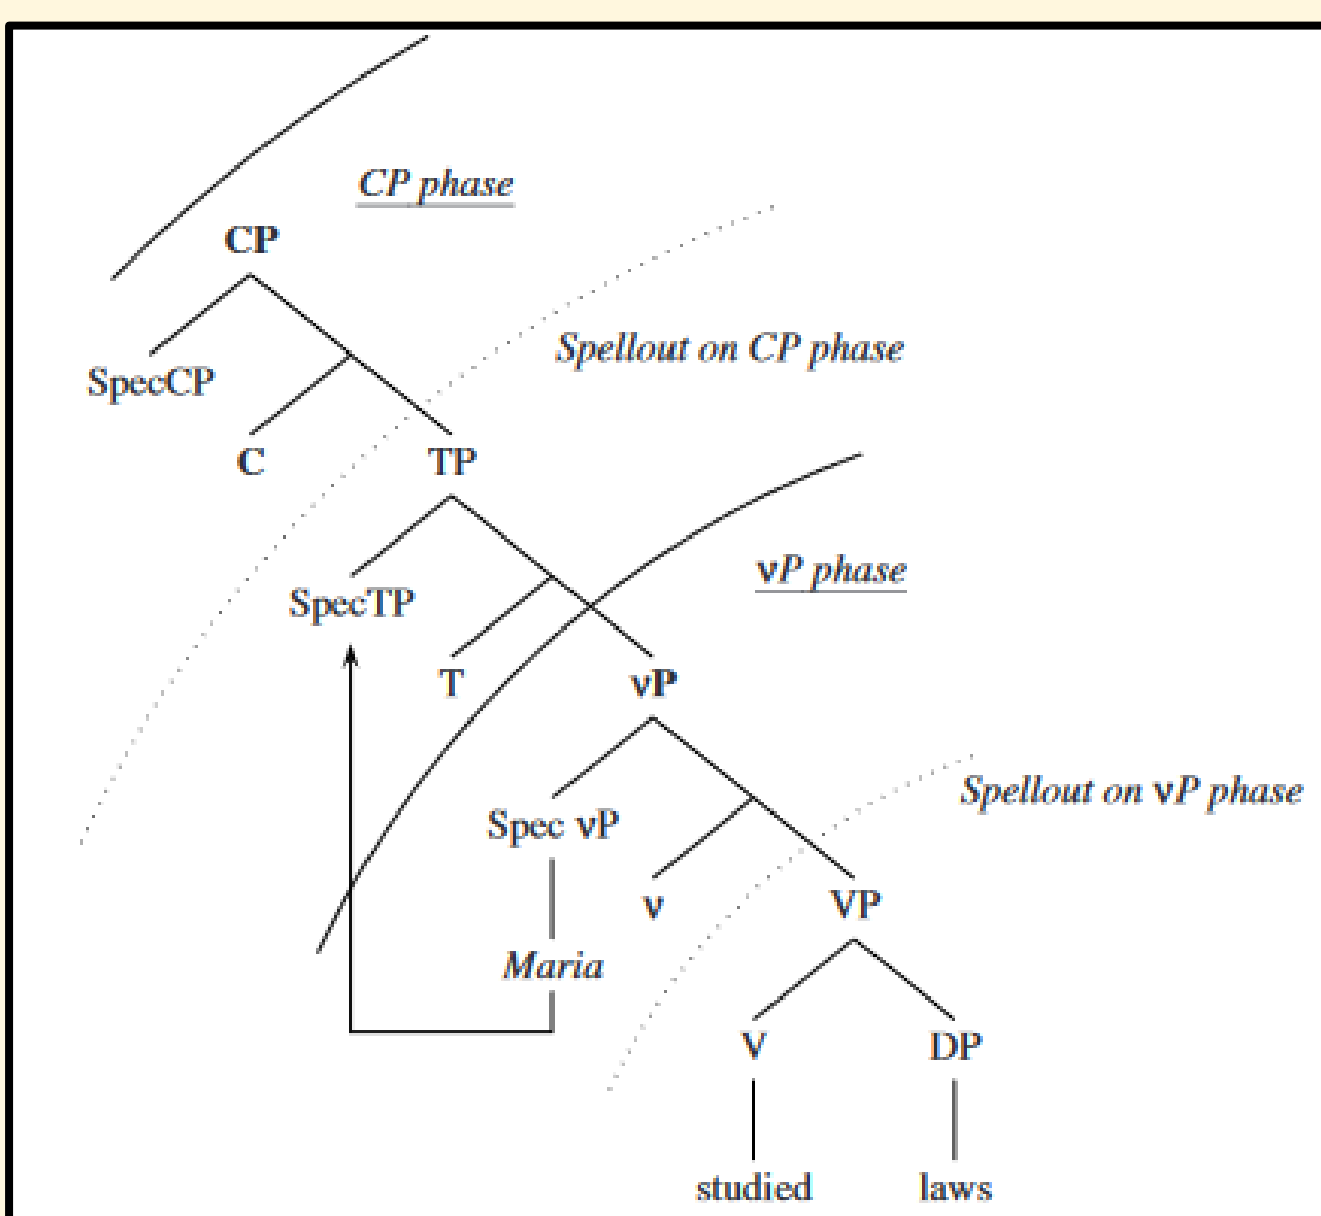 CP phase
CP
Spellout on CP phase
SpecCP
C
TP
vP phase
SpecTP
T
vP
Spellout on vP phase
Spec vP
v
VP
Maria
V
DP
studied
laws